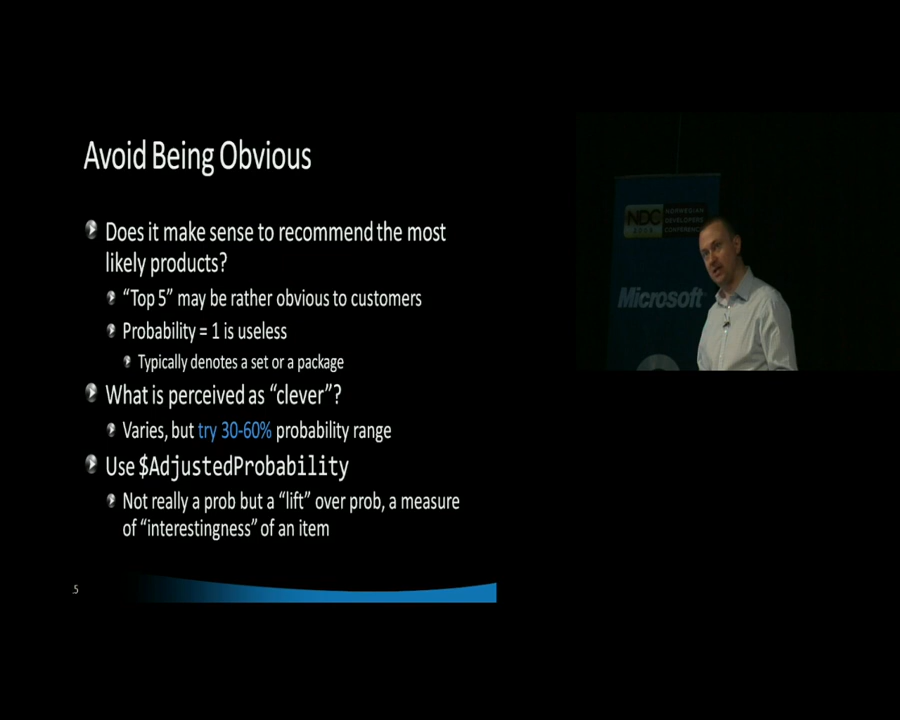 Avoid Being Obvious
Does it make sense to recommend the most
likely products?
“Top 5” may be rather obvious to customers
Probability = 1 is useless
Typically denotes a set or a package
What is perceived as “clever”?
Varies, but try 30-60% probability range
Use $AdjustedProbability
Not really a prob but a “lift” over prob, a measure
of “interestingness” of an item
NDC
NORWEGIAN
DEVELOPERS
CONFERENCE
Microsoft